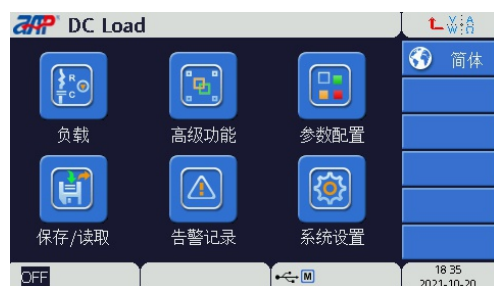 AAP DC Load
简体
负载 高级功能 参数配置
保存/读取 告警记录 系统设置
OFF M 18 35
2021-10-20